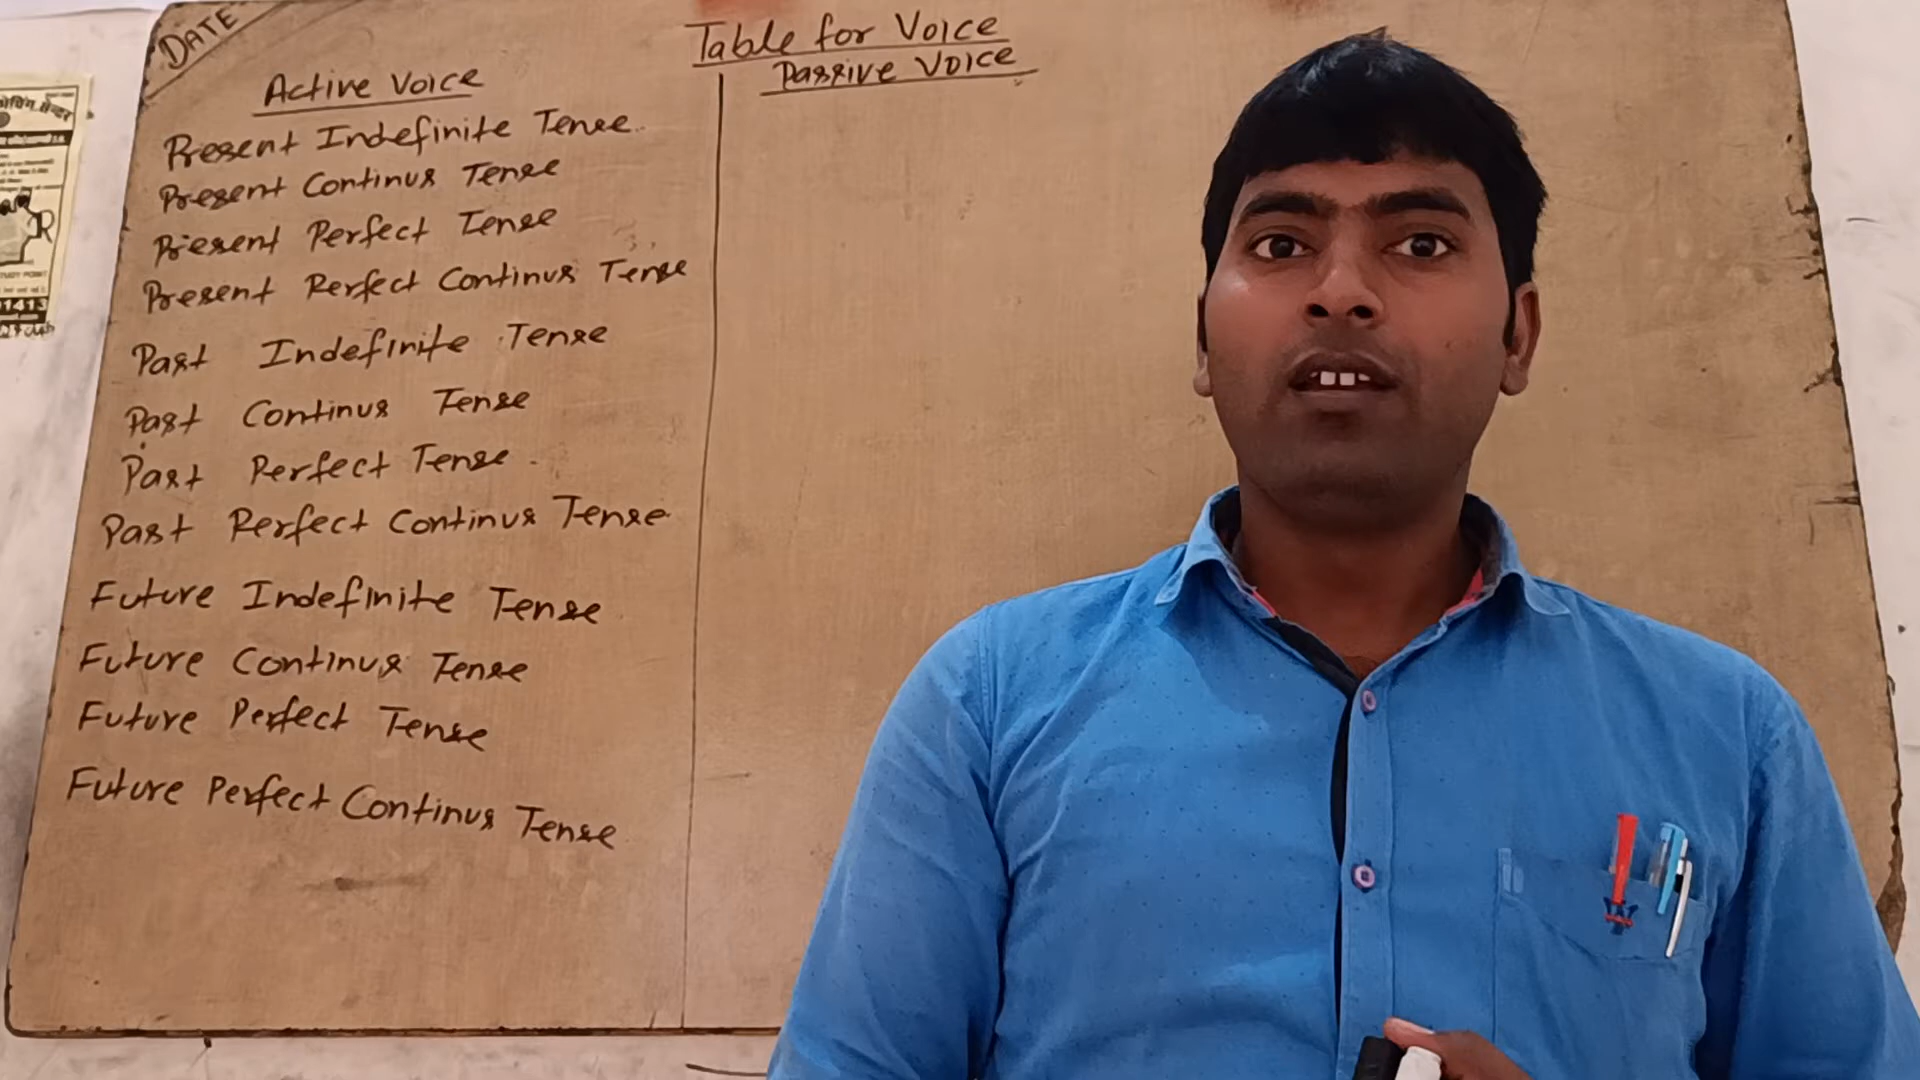 DATE
Table for Voice
Active Voice
Passive Voice
Present Indefinite Tense
Present Continus Tense
Present Perfect Tense
Present Perfect Continus Tense
Past Indefinite Tense
Past Continus Tense
Past Perfect Tense
Past Perfect Continus Tense
Future Indefinite Tense
Future Continus Tense
Future Perfect Tense
Future Perfect Continus Tense
R
POINT
1413